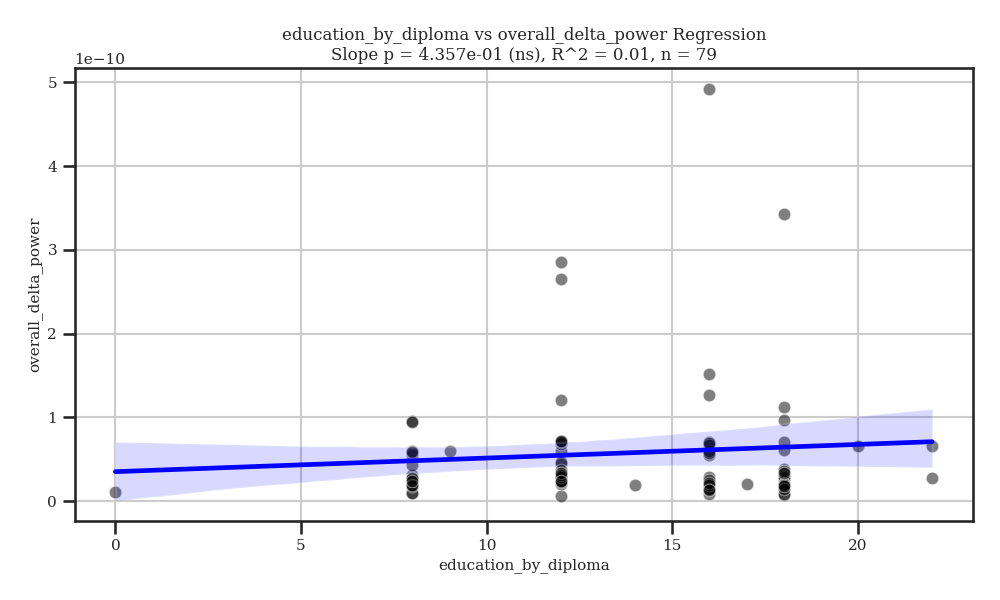 education_by_diploma vs overall_delta_power Regression
Slope p = 4.357e-01 (ns), R^2 = 0.01, n = 79
1e−10
5
4
3
2
1
0
overall_delta_power
0 5 10 15 20
education_by_diploma